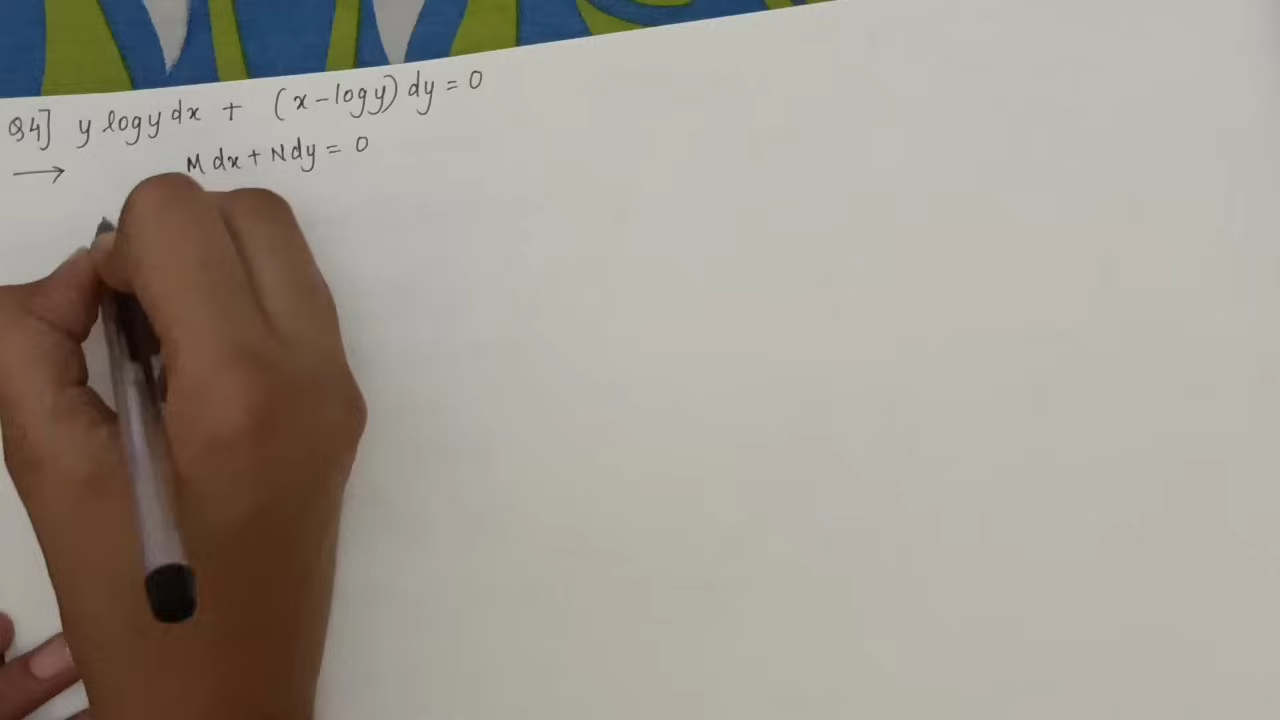 Q4] y log y dx + (x - log y) dy = 0
→ M dx + N dy = 0